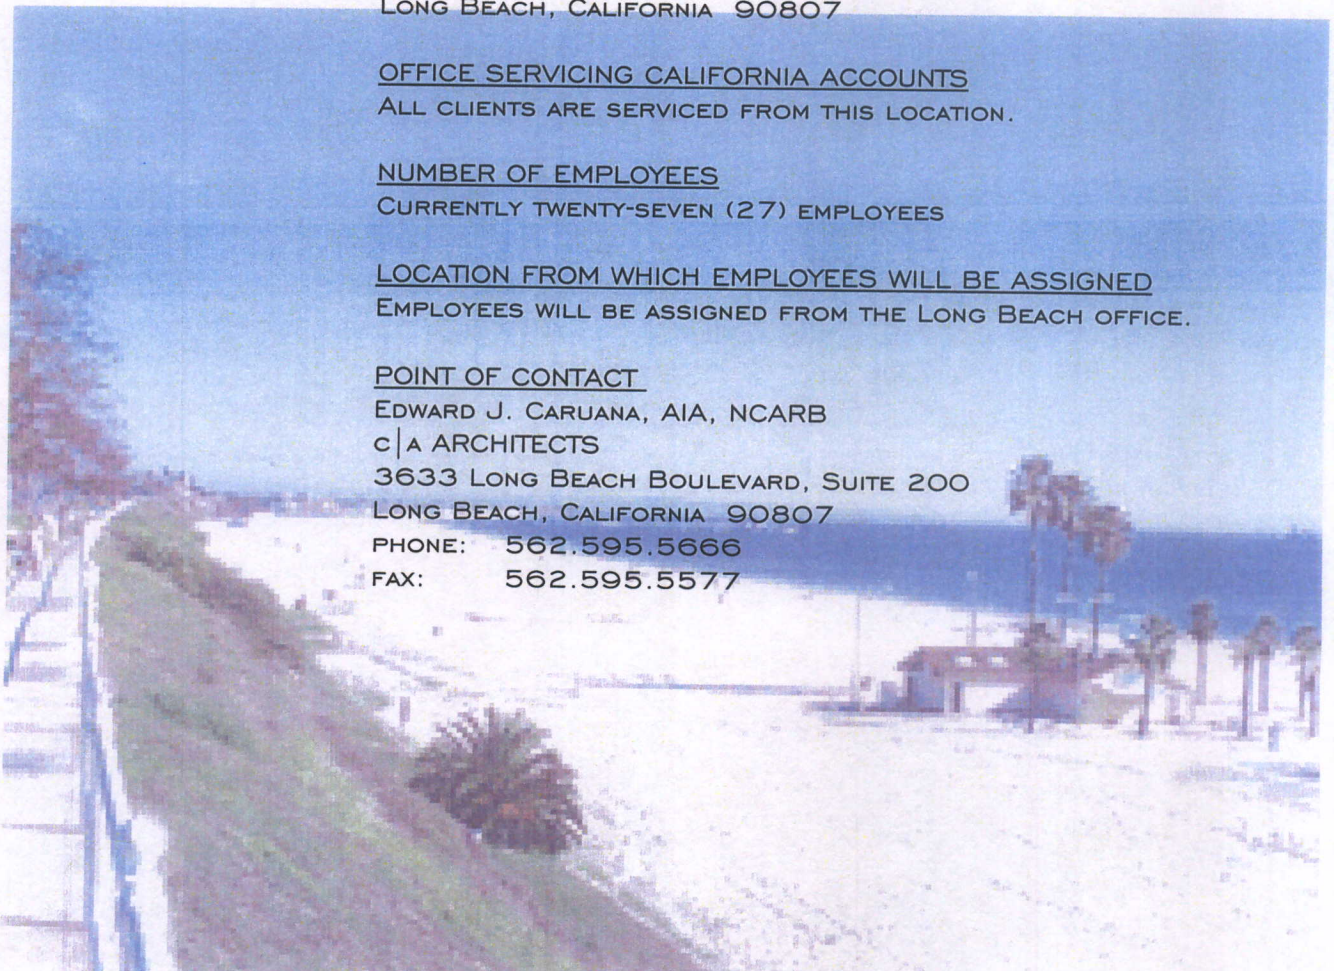 LONG BEACH, CALIFORNIA 90807
OFFICE SERVICING CALIFORNIA ACCOUNTS
ALL CLIENTS ARE SERVICED FROM THIS LOCATION.
NUMBER OF EMPLOYEES
CURRENTLY TWENTY-SEVEN (27) EMPLOYEES
LOCATION FROM WHICH EMPLOYEES WILL BE ASSIGNED
EMPLOYEES WILL BE ASSIGNED FROM THE LONG BEACH OFFICE.
POINT OF CONTACT
EDWARD J. CARUANA, AIA, NCARB
C|A ARCHITECTS
3633 LONG BEACH BOULEVARD, SUITE 200
LONG BEACH, CALIFORNIA 90807
PHONE: 562.595.5666
FAX: 562.595.5577